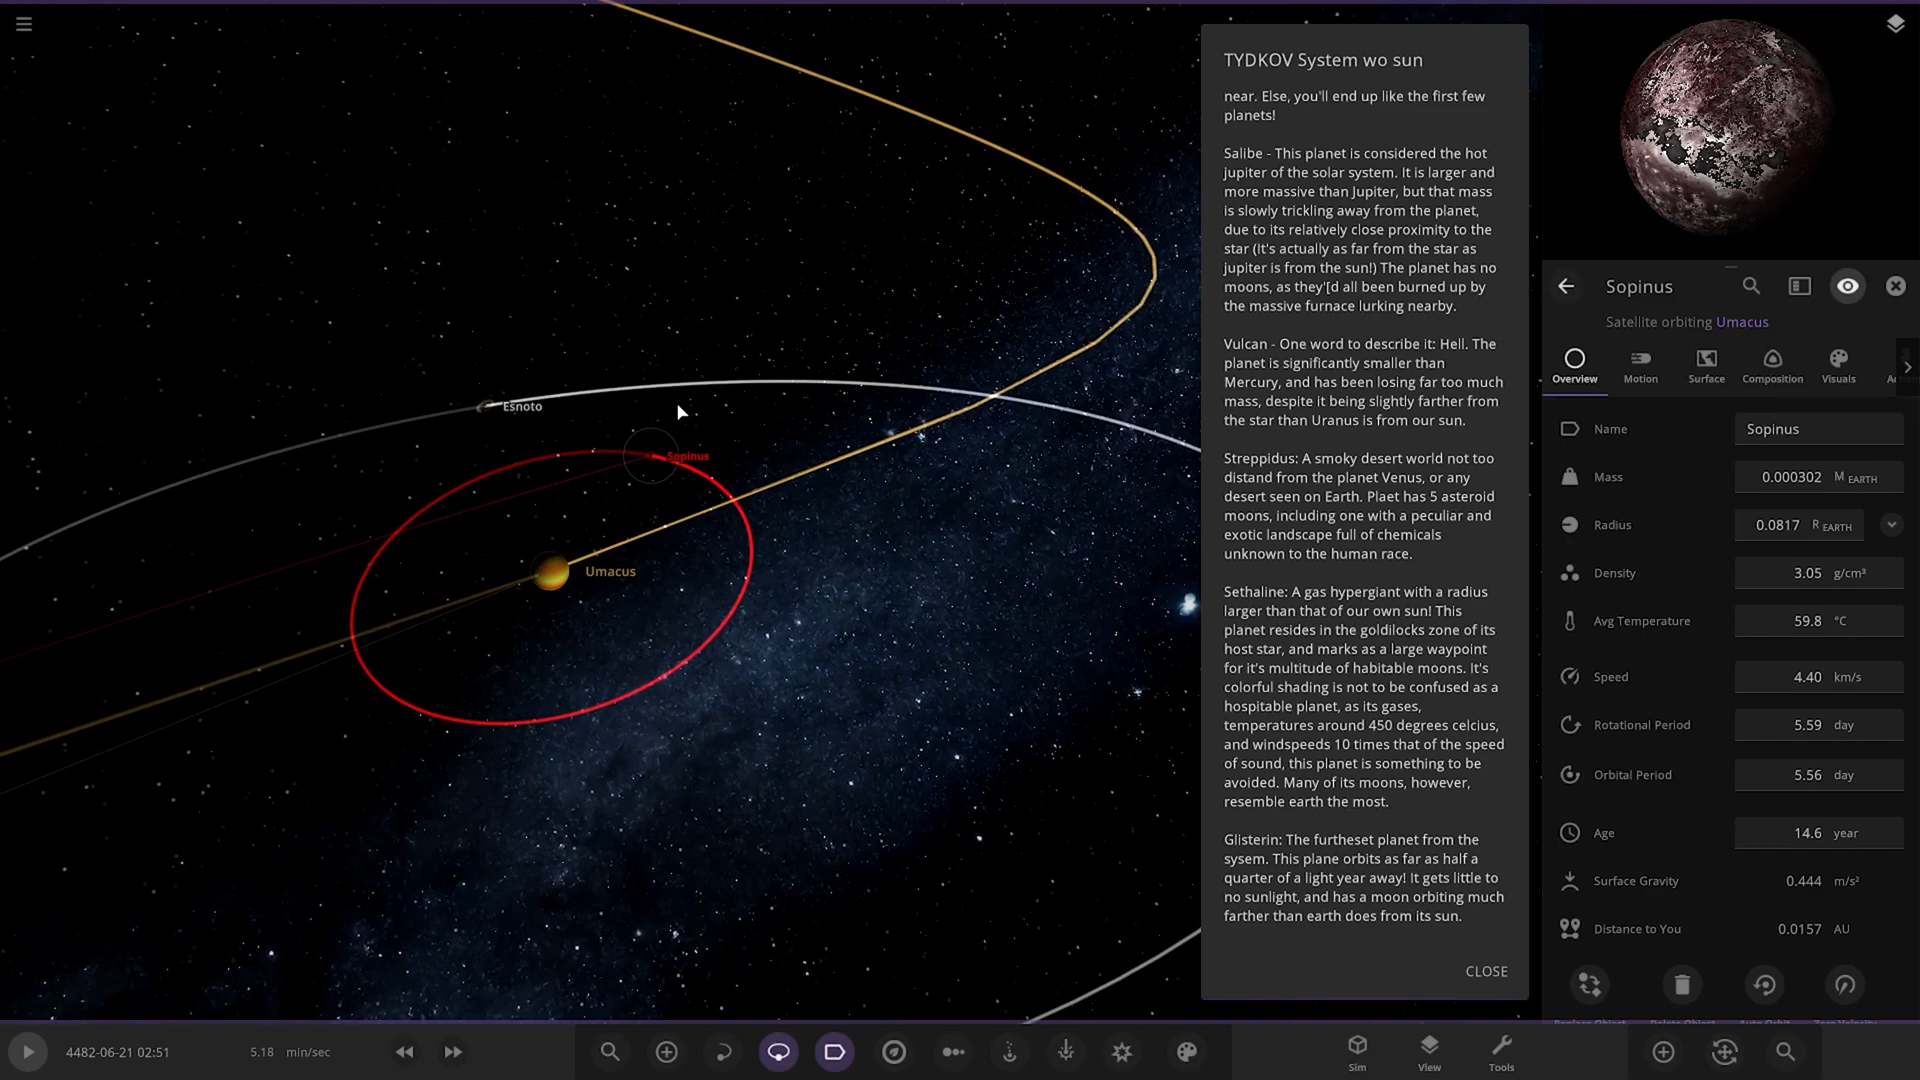 TYDKOV System wo sun
near. Else, you'll end up like the first few
planets!
Salibe - This planet is considered the hot
jupiter of the solar system. It is larger and
more massive than Jupiter, but that mass
is slowly trickling away from the planet,
due to its relatively close proximity to the
star (It's actually as far from the star as
jupiter is from the sun!) The planet has no
moons, as they'[d all been burned up by
the massive furnace lurking nearby.
Vulcan - One word to describe it: Hell. The
planet is significantly smaller than
Mercury, and has been losing far too much
mass, despite it being slightly farther from
the star than Uranus is from our sun.
Streppidus: A smoky desert world not too
distand from the planet Venus, or any
desert seen on Earth. Plaet has 5 asteroid
moons, including one with a peculiar and
exotic landscape full of chemicals
unknown to the human race.
Sethaline: A gas hypergiant with a radius
larger than that of our own sun! This
planet resides in the goldilocks zone of its
host star, and marks as a large waypoint
for it's multitude of habitable moons. It's
colorful shading is not to be confused as a
hospitable planet, as its gases,
temperatures around 450 degrees celcius,
and windspeeds 10 times that of the speed
of sound, this planet is something to be
avoided. Many of its moons, however,
resemble earth the most.
Glisterin: The furtheset planet from the
sysem. This plane orbits as far as half a
quarter of a light year away! It gets little to
no sunlight, and has a moon orbiting much
farther than earth does from its sun.
CLOSE
Esnoto
Sopinus
Umacus
Sopinus
Satellite orbiting Umacus
Overview Motion Surface Composition Visuals
Name Sopinus
Mass 0.000302 M EARTH
Radius 0.0817 R EARTH
Density 3.05 g/cm³
Avg Temperature 59.8 °C
Speed 4.40 km/s
Rotational Period 5.59 day
Orbital Period 5.56 day
Age 14.6 year
Surface Gravity 0.444 m/s²
Distance to You 0.0157 AU
4482-06-21 02:51 5.18 min/sec
Sim View Tools